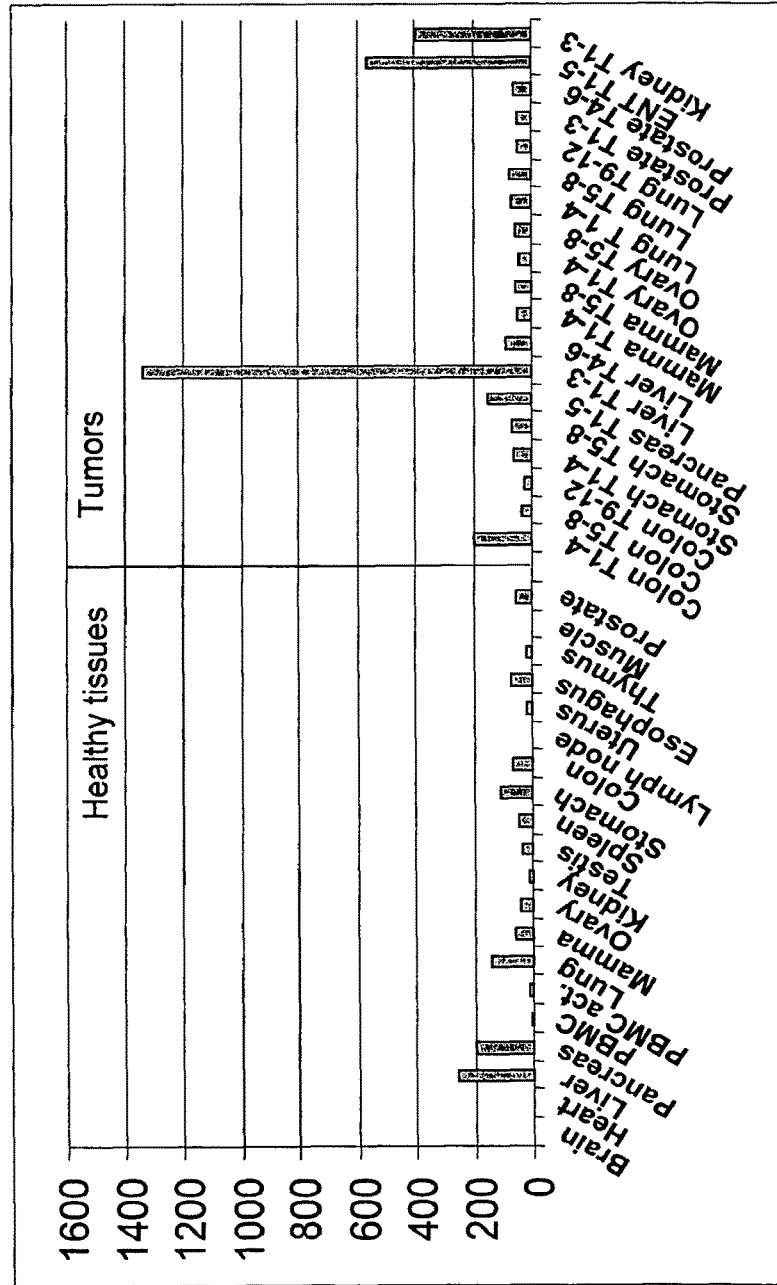 1600
1400
1200
1000
800
600
400
200
0
Healthy tissues
Tumors
Brain
Heart
Liver
Pancreas
PBMC
PBMC act.
Lung
Mamma
Ovary
Kidney
Testis
Spleen
Stomach
Colon
Lymph node
Uterus
Esophagus
Thymus
Muscle
Prostate
Colon T1-4
Colon T5-8
Colon T9-12
Stomach T1-4
Stomach T5-8
Pancreas T1-5
Liver T1-3
Liver T4-6
Mamma T1-4
Mamma T5-8
Ovary T1-4
Ovary T5-8
Lung T 1-4
Lung T5-8
Lung T9-12
Prostate T1-3
Prostate T4-6
ENT T1-5
Kidney T1-3